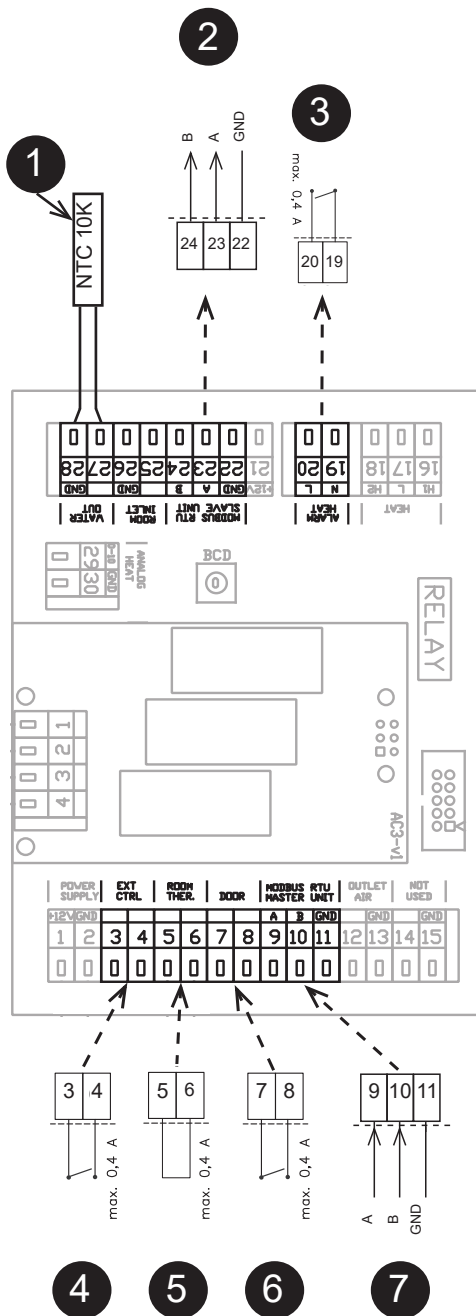 2
3
1
NTC 10K
B A GND
24 23 22
max. 0,4 A
20 19
28 27 26 25 24 23 22 21
GND GND B A GND +12V
VATER OUT
ROOM INLET
MODBUS RTU SLAVE UNIT
20 19 18 17 16
L N H2 L H1
ALARM HEAT
HEAT
29 30
0-10 GND
ANALOG HEAT
BCD
RELAY
1
2
3
4
AC3-v1
POWER SUPPLY
EXT CTRL
ROOM THER.
DOOR
MODBUS RTU MASTER UNIT
OUTLET AIR
NOT USED
+12V GND A B GND GND GND
1 2 3 4 5 6 7 8 9 10 11 12 13 14 15
3 4
max. 0,4 A
5 6
max. 0,4 A
7 8
max. 0,4 A
9 10 11
A B GND
4 5 6 7